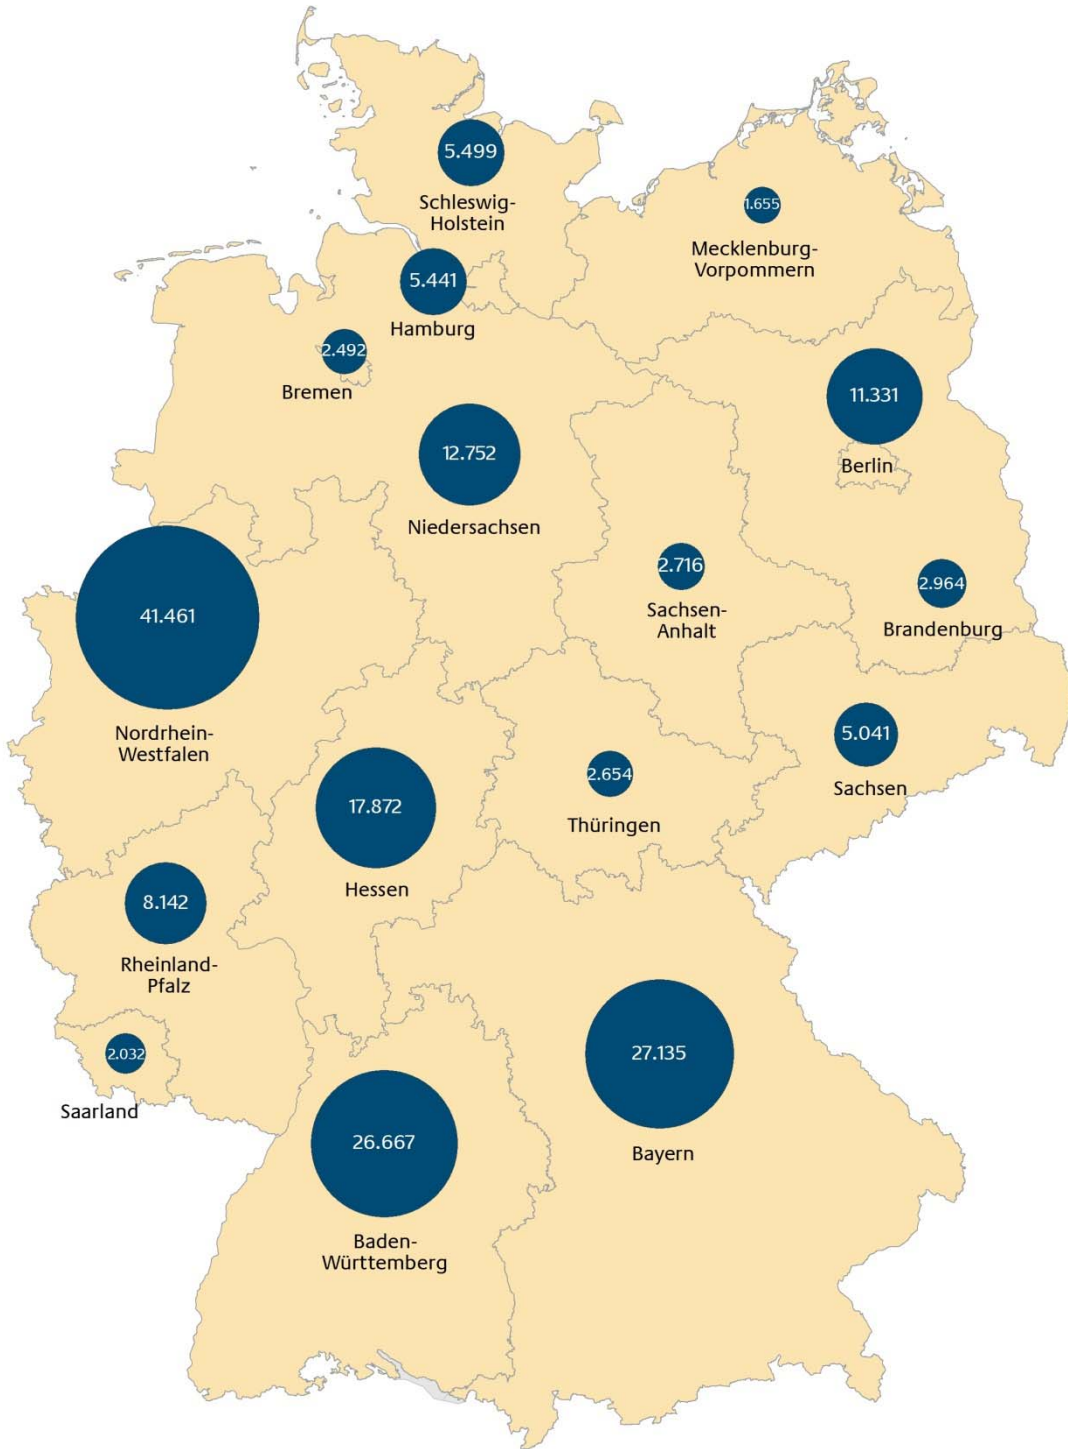 5.499
Schleswig-
Holstein
1.655
Mecklenburg-
Vorpommern
5.441
Hamburg
2.492
Bremen
11.331
Berlin
12.752
Niedersachsen
2.716
Sachsen-
Anhalt
2.964
Brandenburg
41.461
Nordrhein-
Westfalen
5.041
Sachsen
2.654
Thüringen
17.872
Hessen
8.142
Rheinland-
Pfalz
2.032
Saarland
27.135
Bayern
26.667
Baden-
Württemberg